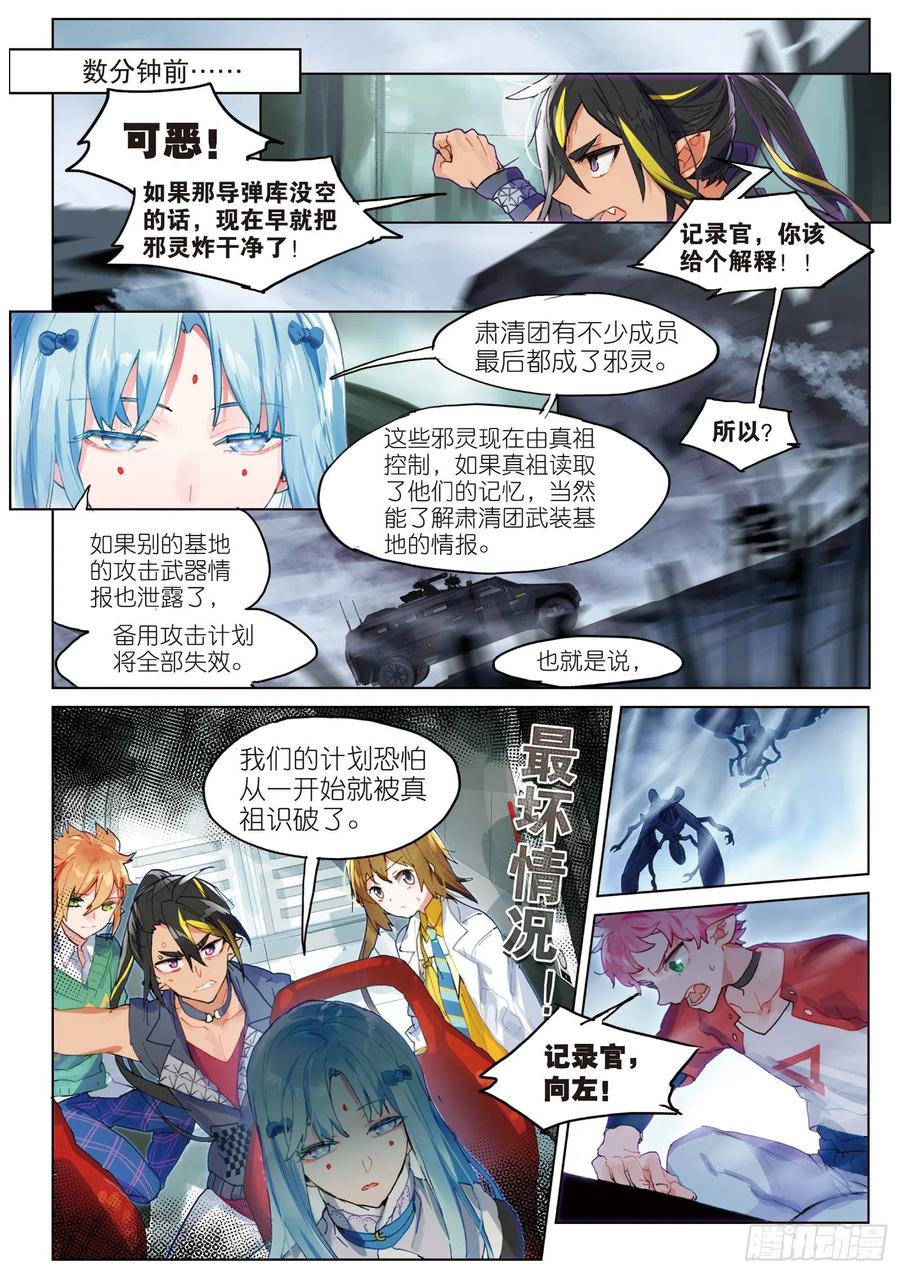 数分钟前……
可恶！
如果那导弹库没空
的话，现在早就把
邪灵炸干净了！
记录官，你该
给个解释！！
肃清团有不少成员
最后都成了邪灵。
所以？
这些邪灵现在由真祖
控制，如果真祖读取
了他们的记忆，当然
能了解肃清团武装基
地的情报。
如果别的基地
的攻击武器情
报也泄露了，
备用攻击计划
将全部失效。
也就是说，
我们的计划恐怕
从一开始就被真
祖识破了。
最坏情况！
记录官，
向左！
腾讯动漫